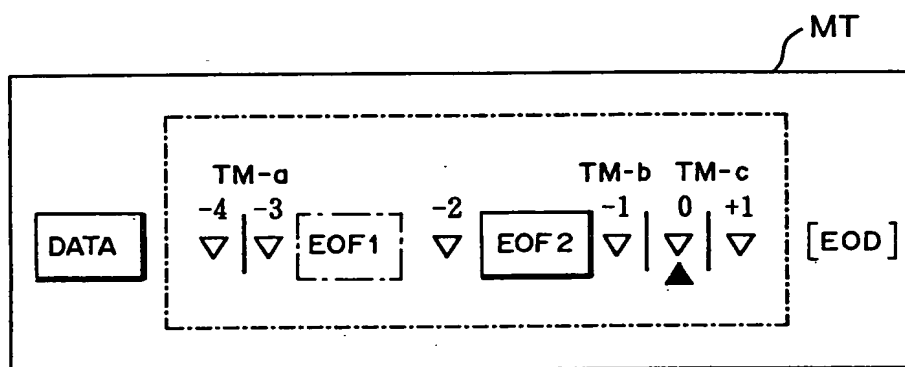 MT
TM-a TM-b TM-c
-4 -3 -2 -1 0 +1
DATA EOF1 EOF2 [EOD]